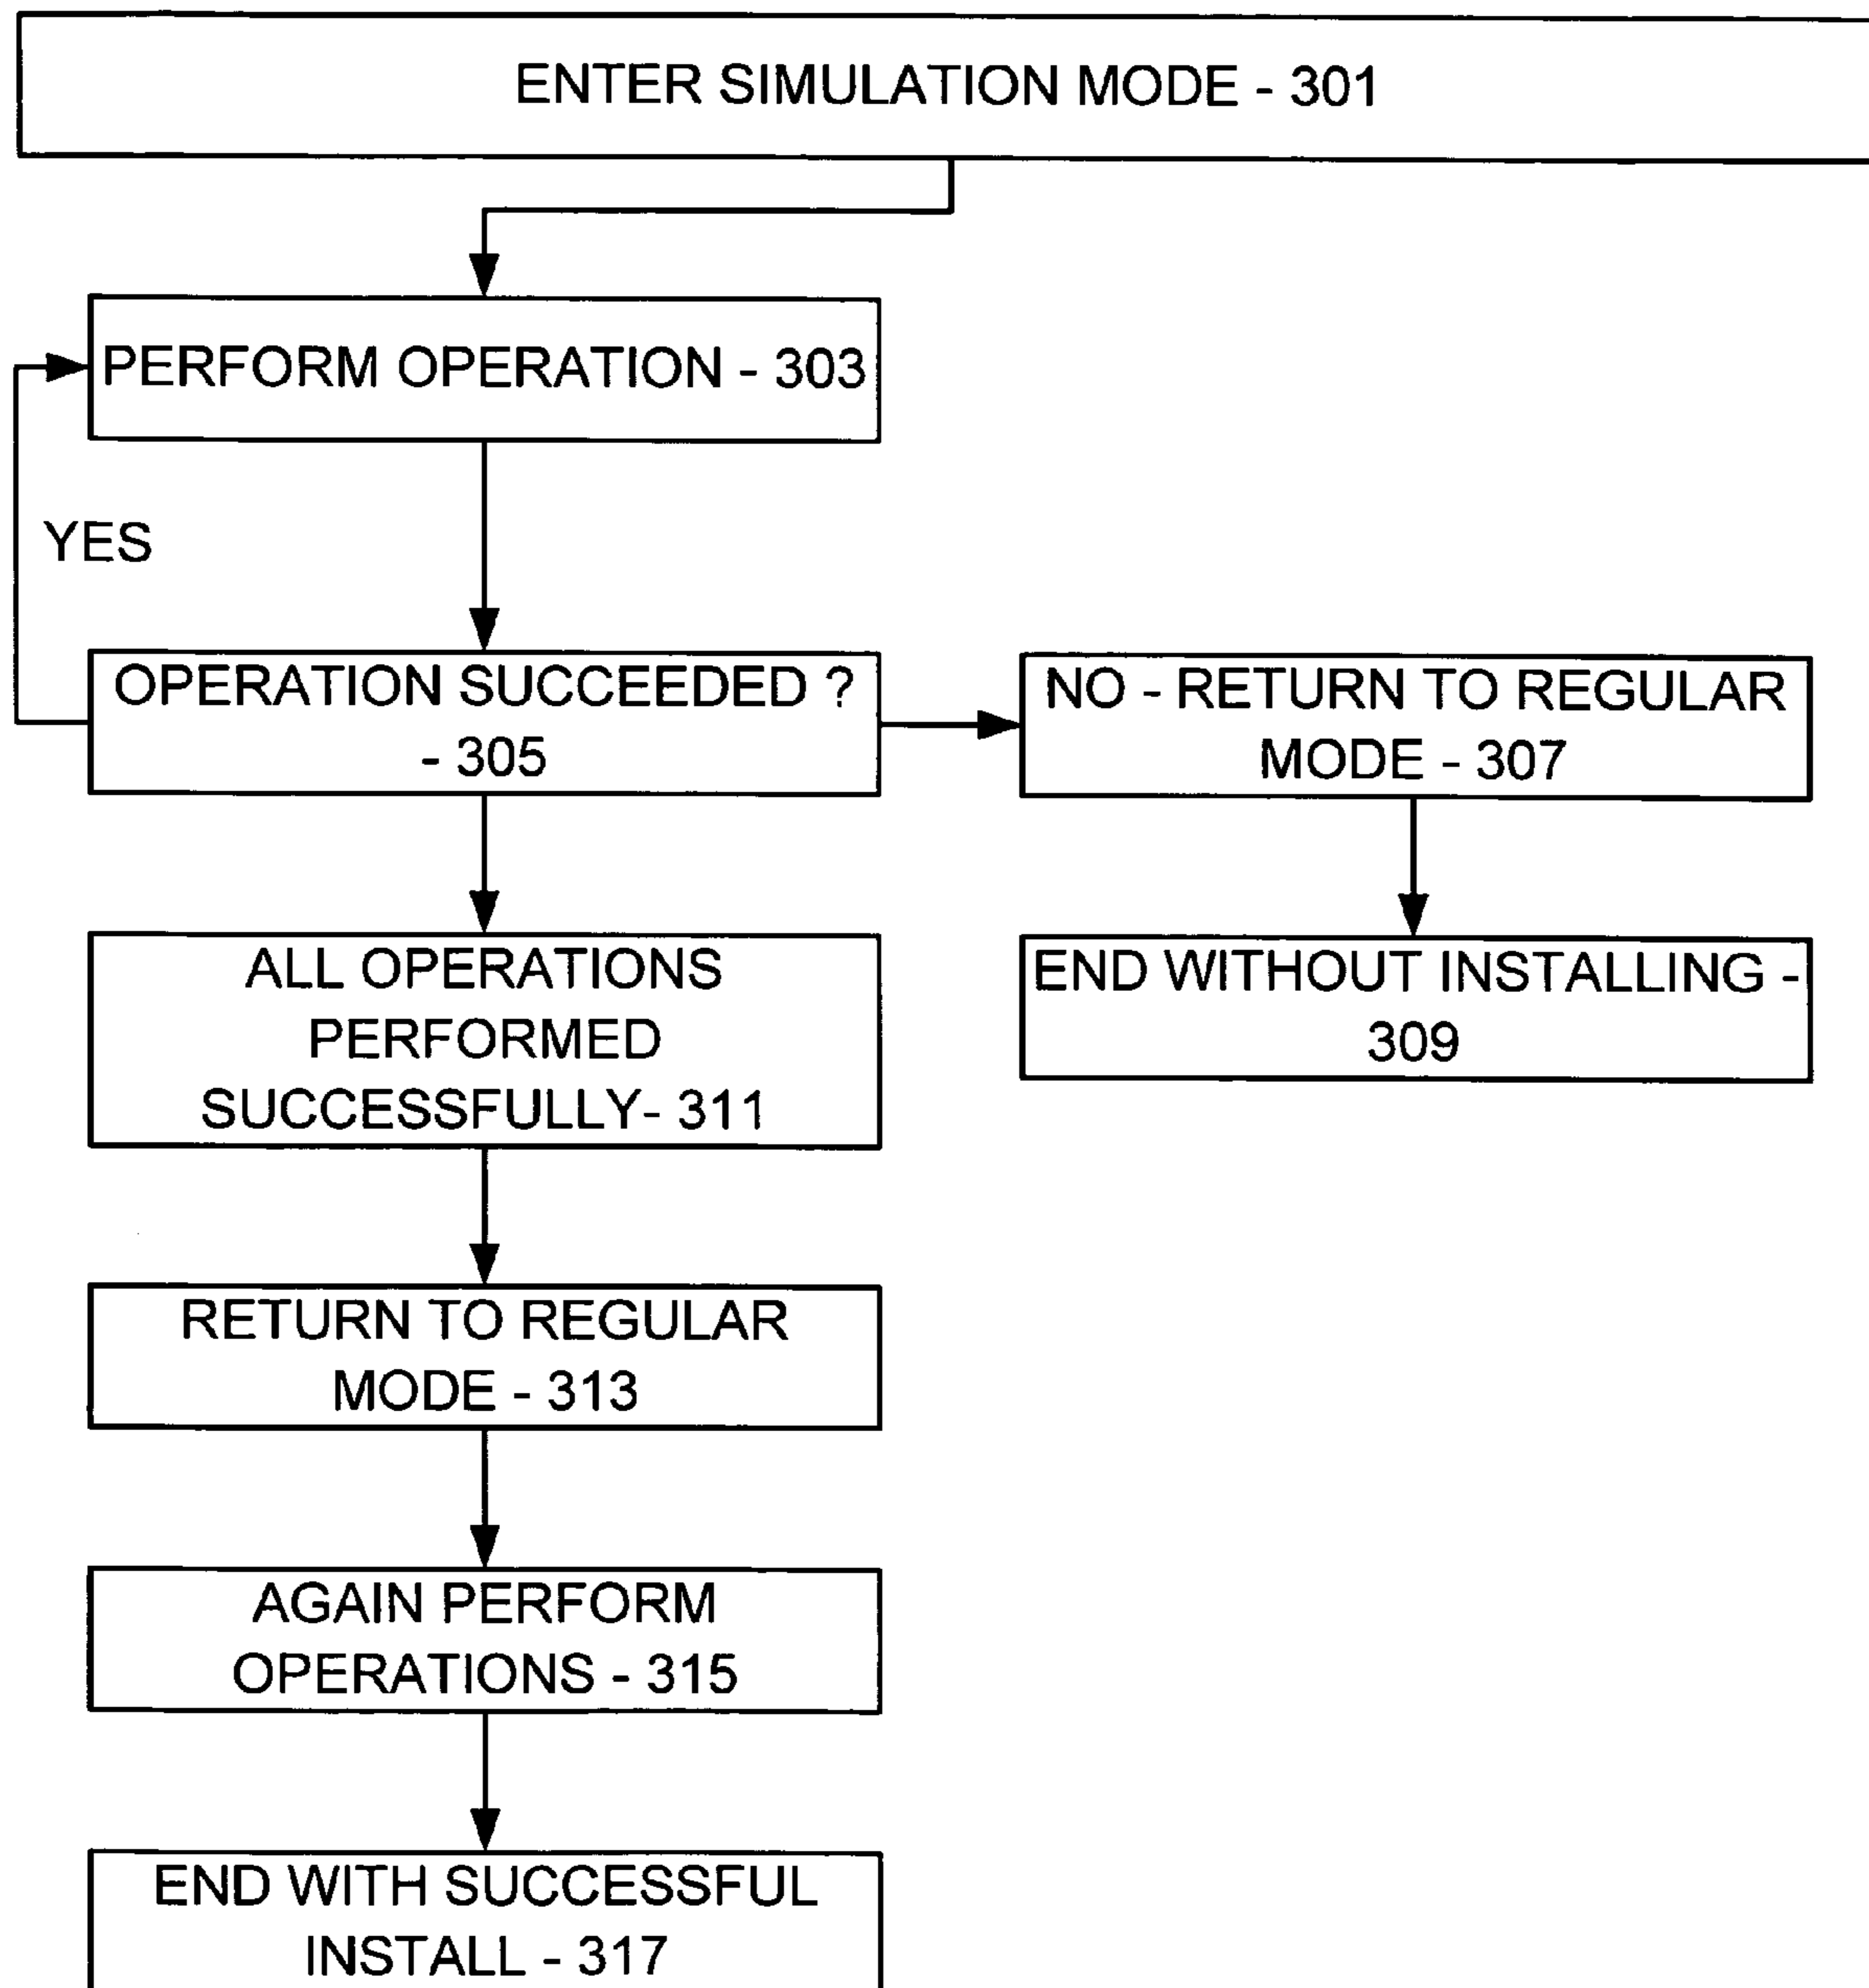 ENTER SIMULATION MODE - 301
PERFORM OPERATION - 303
YES
OPERATION SUCCEEDED ?
- 305
NO - RETURN TO REGULAR
MODE - 307
ALL OPERATIONS
PERFORMED
SUCCESSFULLY- 311
END WITHOUT INSTALLING -
309
RETURN TO REGULAR
MODE - 313
AGAIN PERFORM
OPERATIONS - 315
END WITH SUCCESSFUL
INSTALL - 317